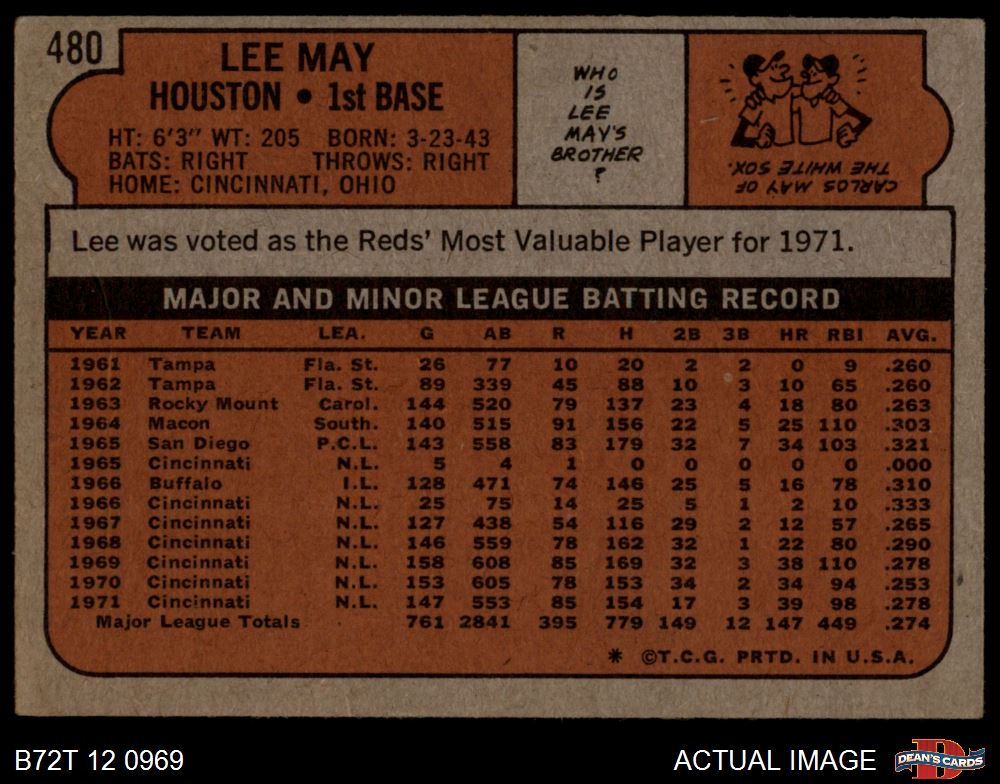 480
LEE MAY
HOUSTON • 1st BASE
HT: 6'3" WT: 205 BORN: 3-23-43
BATS: RIGHT THROWS: RIGHT
HOME: CINCINNATI, OHIO
WHO
IS
LEE
MAY'S
BROTHER
?
CARLOS MAY OF
THE WHITE SOX.
Lee was voted as the Reds' Most Valuable Player for 1971.
MAJOR AND MINOR LEAGUE BATTING RECORD
YEAR TEAM LEA. G AB R H 2B 3B HR RBI AVG.
1961 Tampa Fla. St. 26 77 10 20 2 2 0 9 .260
1962 Tampa Fla. St. 89 339 45 88 10 3 10 65 .260
1963 Rocky Mount Carol. 144 520 79 137 23 4 18 80 .263
1964 Macon South. 140 515 91 156 22 5 25 110 .303
1965 San Diego P.C.L. 143 558 83 179 32 7 34 103 .321
1965 Cincinnati N.L. 5 4 1 0 0 0 0 0 .000
1966 Buffalo I.L. 128 471 74 146 25 5 16 78 .310
1966 Cincinnati N.L. 25 75 14 25 5 1 2 10 .333
1967 Cincinnati N.L. 127 438 54 116 29 2 12 57 .265
1968 Cincinnati N.L. 146 559 78 162 32 1 22 80 .290
1969 Cincinnati N.L. 158 608 85 169 32 3 38 110 .278
1970 Cincinnati N.L. 153 605 78 153 34 2 34 94 .253
1971 Cincinnati N.L. 147 553 85 154 17 3 39 98 .278
Major League Totals 761 2841 395 779 149 12 147 449 .274
* ©T.C.G. PRTD. IN U.S.A.
B72T 12 0969
ACTUAL IMAGE
D
DEAN'S CARDS